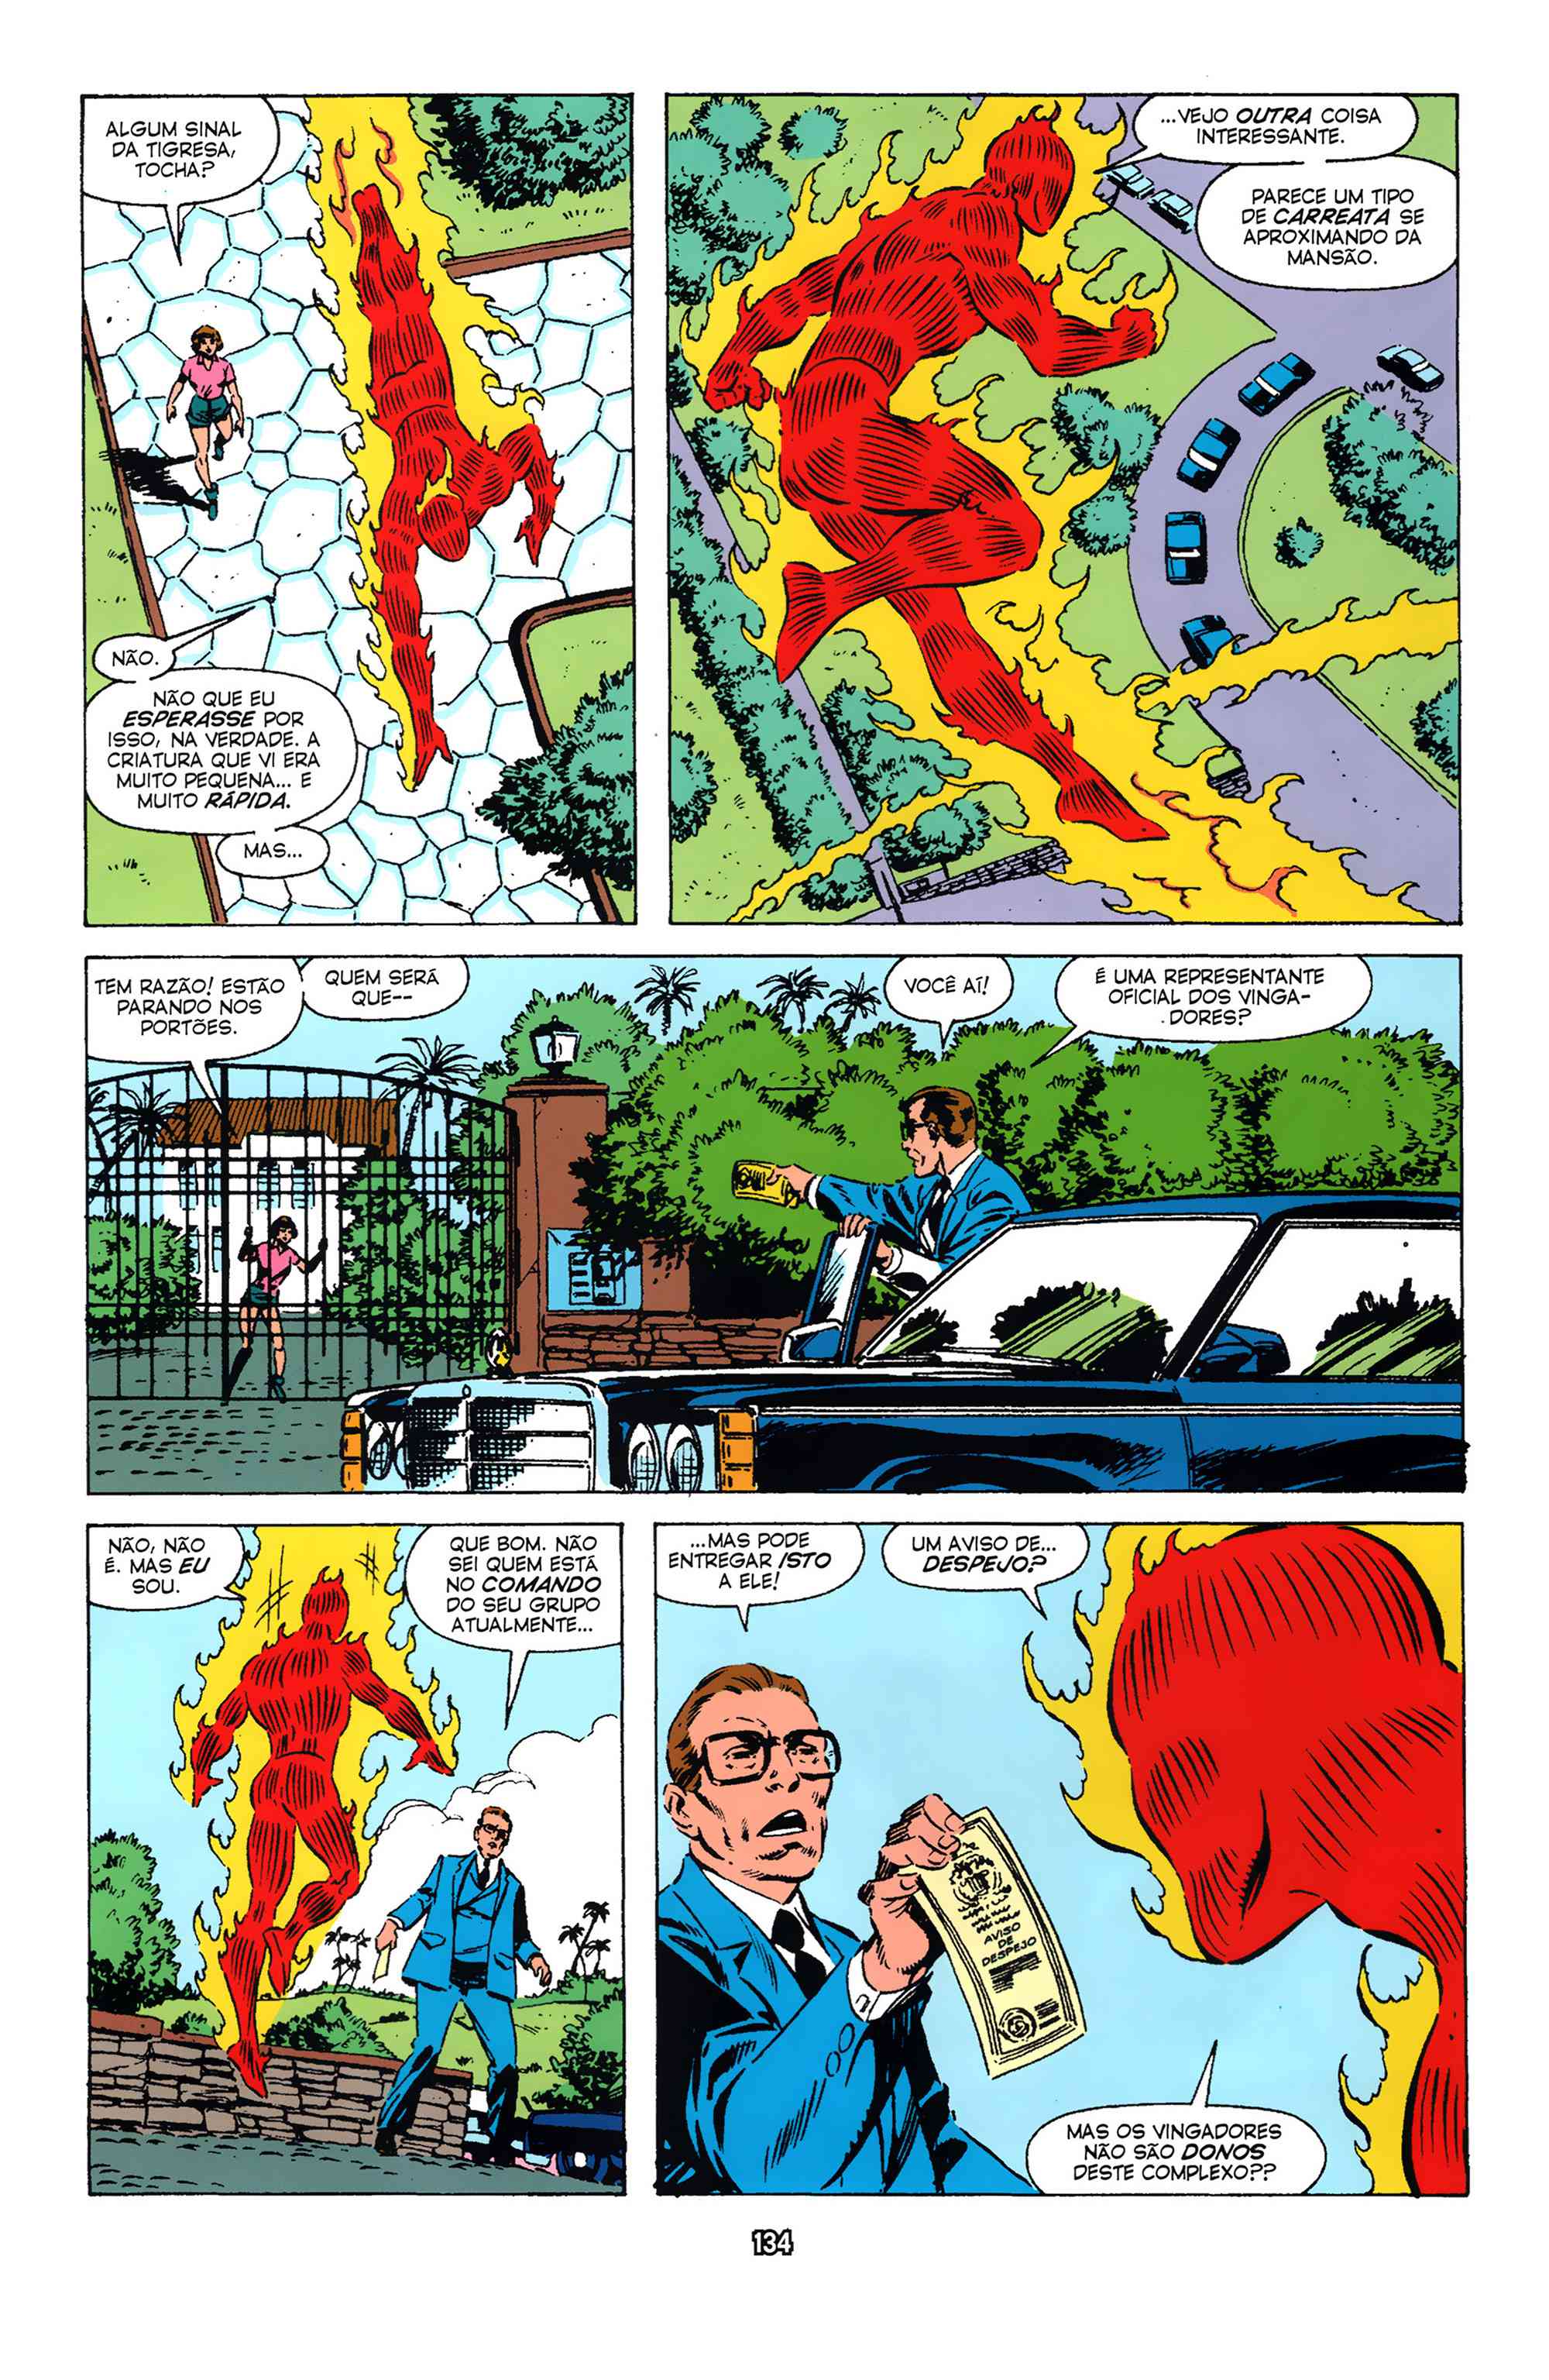 ALGUM SINAL
DA TIGRESA,
TOCHA?
NÃO.
NÃO QUE EU
ESPERASSE POR
ISSO, NA VERDADE. A
CRIATURA QUE VI ERA
MUITO PEQUENA... E
MUITO RÁPIDA.
MAS...
...VEJO OUTRA COISA
INTERESSANTE.
PARECE UM TIPO
DE CARREATA SE
APROXIMANDO DA
MANSÃO.
TEM RAZÃO! ESTÃO
PARANDO NOS
PORTÕES.
QUEM SERÁ
QUE--
VOCÊ AÍ!
É UMA REPRESENTANTE
OFICIAL DOS VINGA-
DORES?
NÃO, NÃO
É. MAS EU
SOU.
QUE BOM. NÃO
SEI QUEM ESTÁ
NO COMANDO
DO SEU GRUPO
ATUALMENTE...
...MAS PODE
ENTREGAR ISTO
A ELE!
UM AVISO DE...
DESPEJO?
AVISO
DE
DESPEJO
MAS OS VINGADORES
NÃO SÃO DONOS
DESTE COMPLEXO??
134